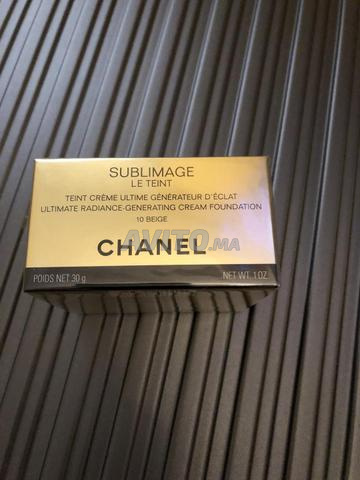 SUBLIMAGE
LE TEINT
TEINT CRÈME ULTIME GÉNÉRATEUR D'ÉCLAT
ULTIMATE RADIANCE-GENERATING CREAM FOUNDATION
10 BEIGE
AVITO.MA
CHANEL
POIDS NET 30 g
NET WT. 1 OZ.